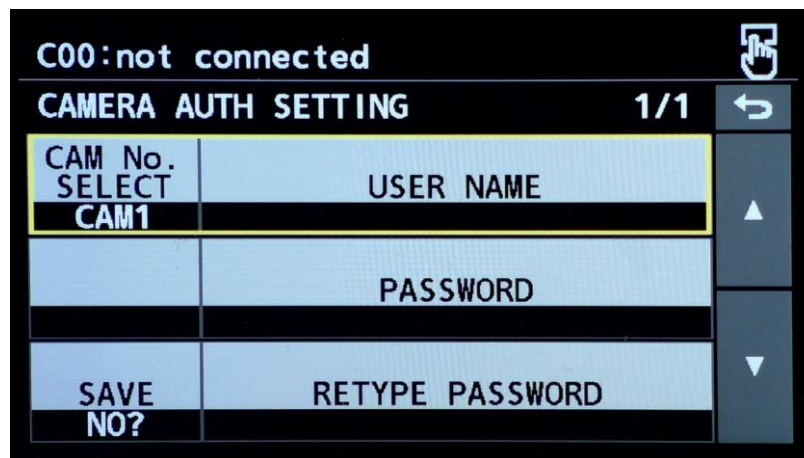 C00:not connected
CAMERA AUTH SETTING 1/1
CAM No.
SELECT
CAM1
USER NAME
PASSWORD
SAVE
NO?
RETYPE PASSWORD